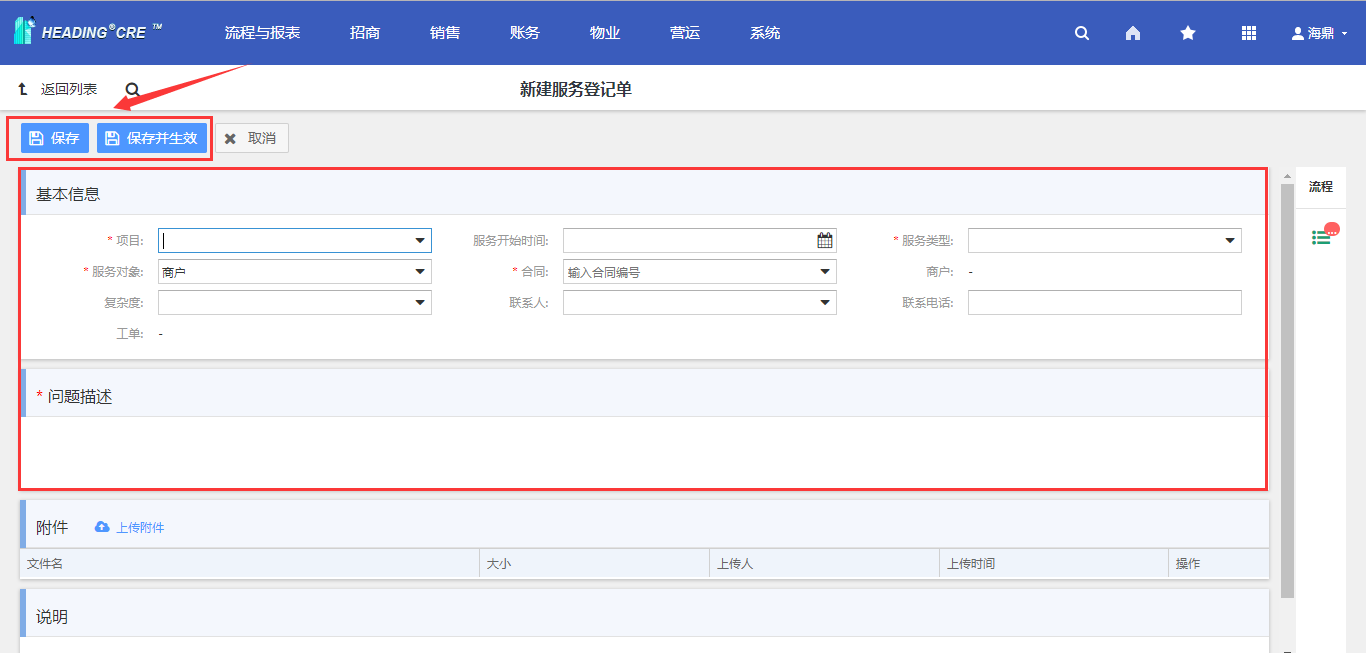 HEADING®CRE ™ 流程与报表 招商 销售 账务 物业 营运 系统 海鼎
返回列表 新建服务登记单
保存 保存并生效 取消
基本信息 流程
* 项目: 服务开始时间: * 服务类型:
* 服务对象: 商户 * 合同: 输入合同编号 商户: -
复杂度: 联系人: 联系电话:
工单: -
* 问题描述
附件 上传附件
文件名 大小 上传人 上传时间 操作
说明